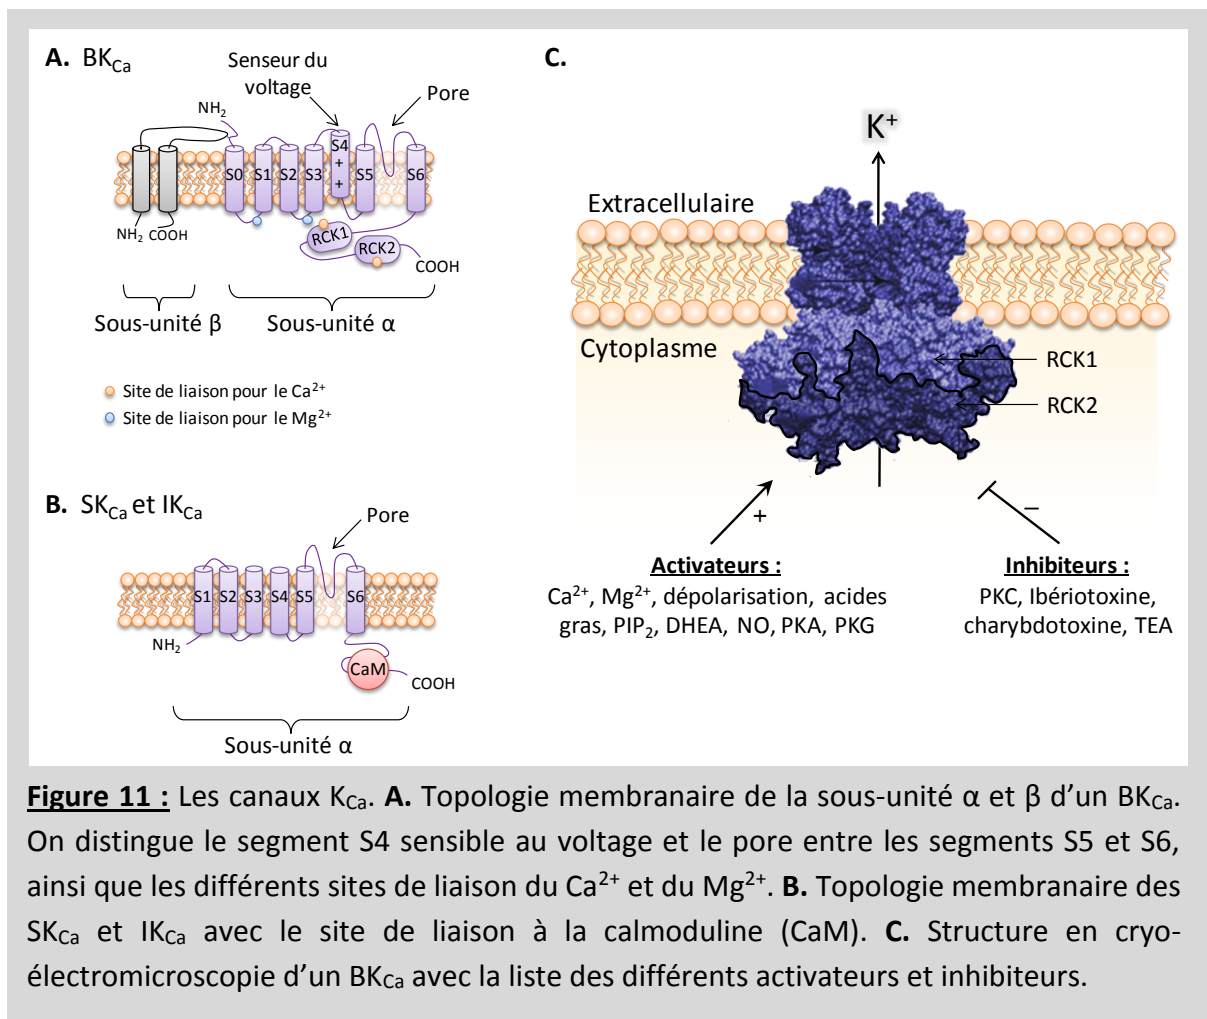 A. BKCa
Senseur du
voltage
Pore
NH2
S0 S1 S2 S3 S4 S5 S6
+
+
NH2 COOH
RCK1
RCK2
COOH
Sous-unité β
Sous-unité α
Site de liaison pour le Ca2+
Site de liaison pour le Mg2+
B. SKCa et IKCa
Pore
S1 S2 S3 S4 S5 S6
NH2
CaM
COOH
Sous-unité α
C.
K+
Extracellulaire
Cytoplasme
RCK1
RCK2
+
–
Activateurs :
Ca2+, Mg2+, dépolarisation, acides
gras, PIP2, DHEA, NO, PKA, PKG
Inhibiteurs :
PKC, Ibériotoxine,
charybdotoxine, TEA
Figure 11 : Les canaux KCa. A. Topologie membranaire de la sous-unité α et β d’un BKCa.
On distingue le segment S4 sensible au voltage et le pore entre les segments S5 et S6,
ainsi que les différents sites de liaison du Ca2+ et du Mg2+. B. Topologie membranaire des
SKCa et IKCa avec le site de liaison à la calmoduline (CaM). C. Structure en cryo-
électromicroscopie d’un BKCa avec la liste des différents activateurs et inhibiteurs.